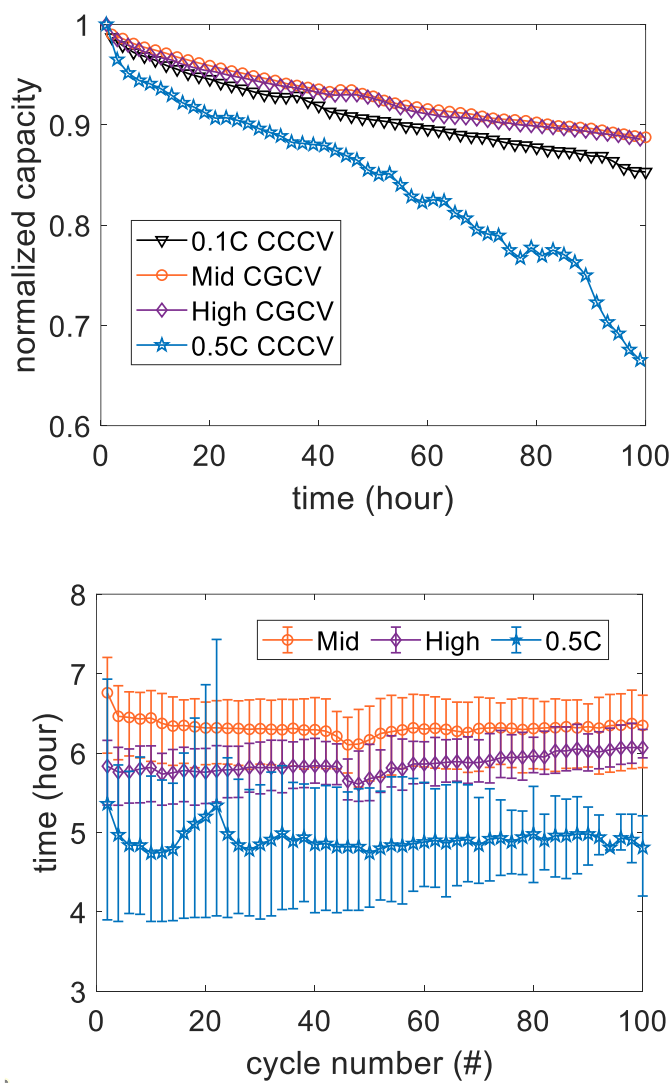 1
0.9
0.8
0.7
0.6
normalized capacity
0.1C CCCV
Mid CGCV
High CGCV
0.5C CCCV
0 20 40 60 80 100
time (hour)
8
7
6
5
4
3
time (hour)
Mid High 0.5C
0 20 40 60 80 100
cycle number (#)